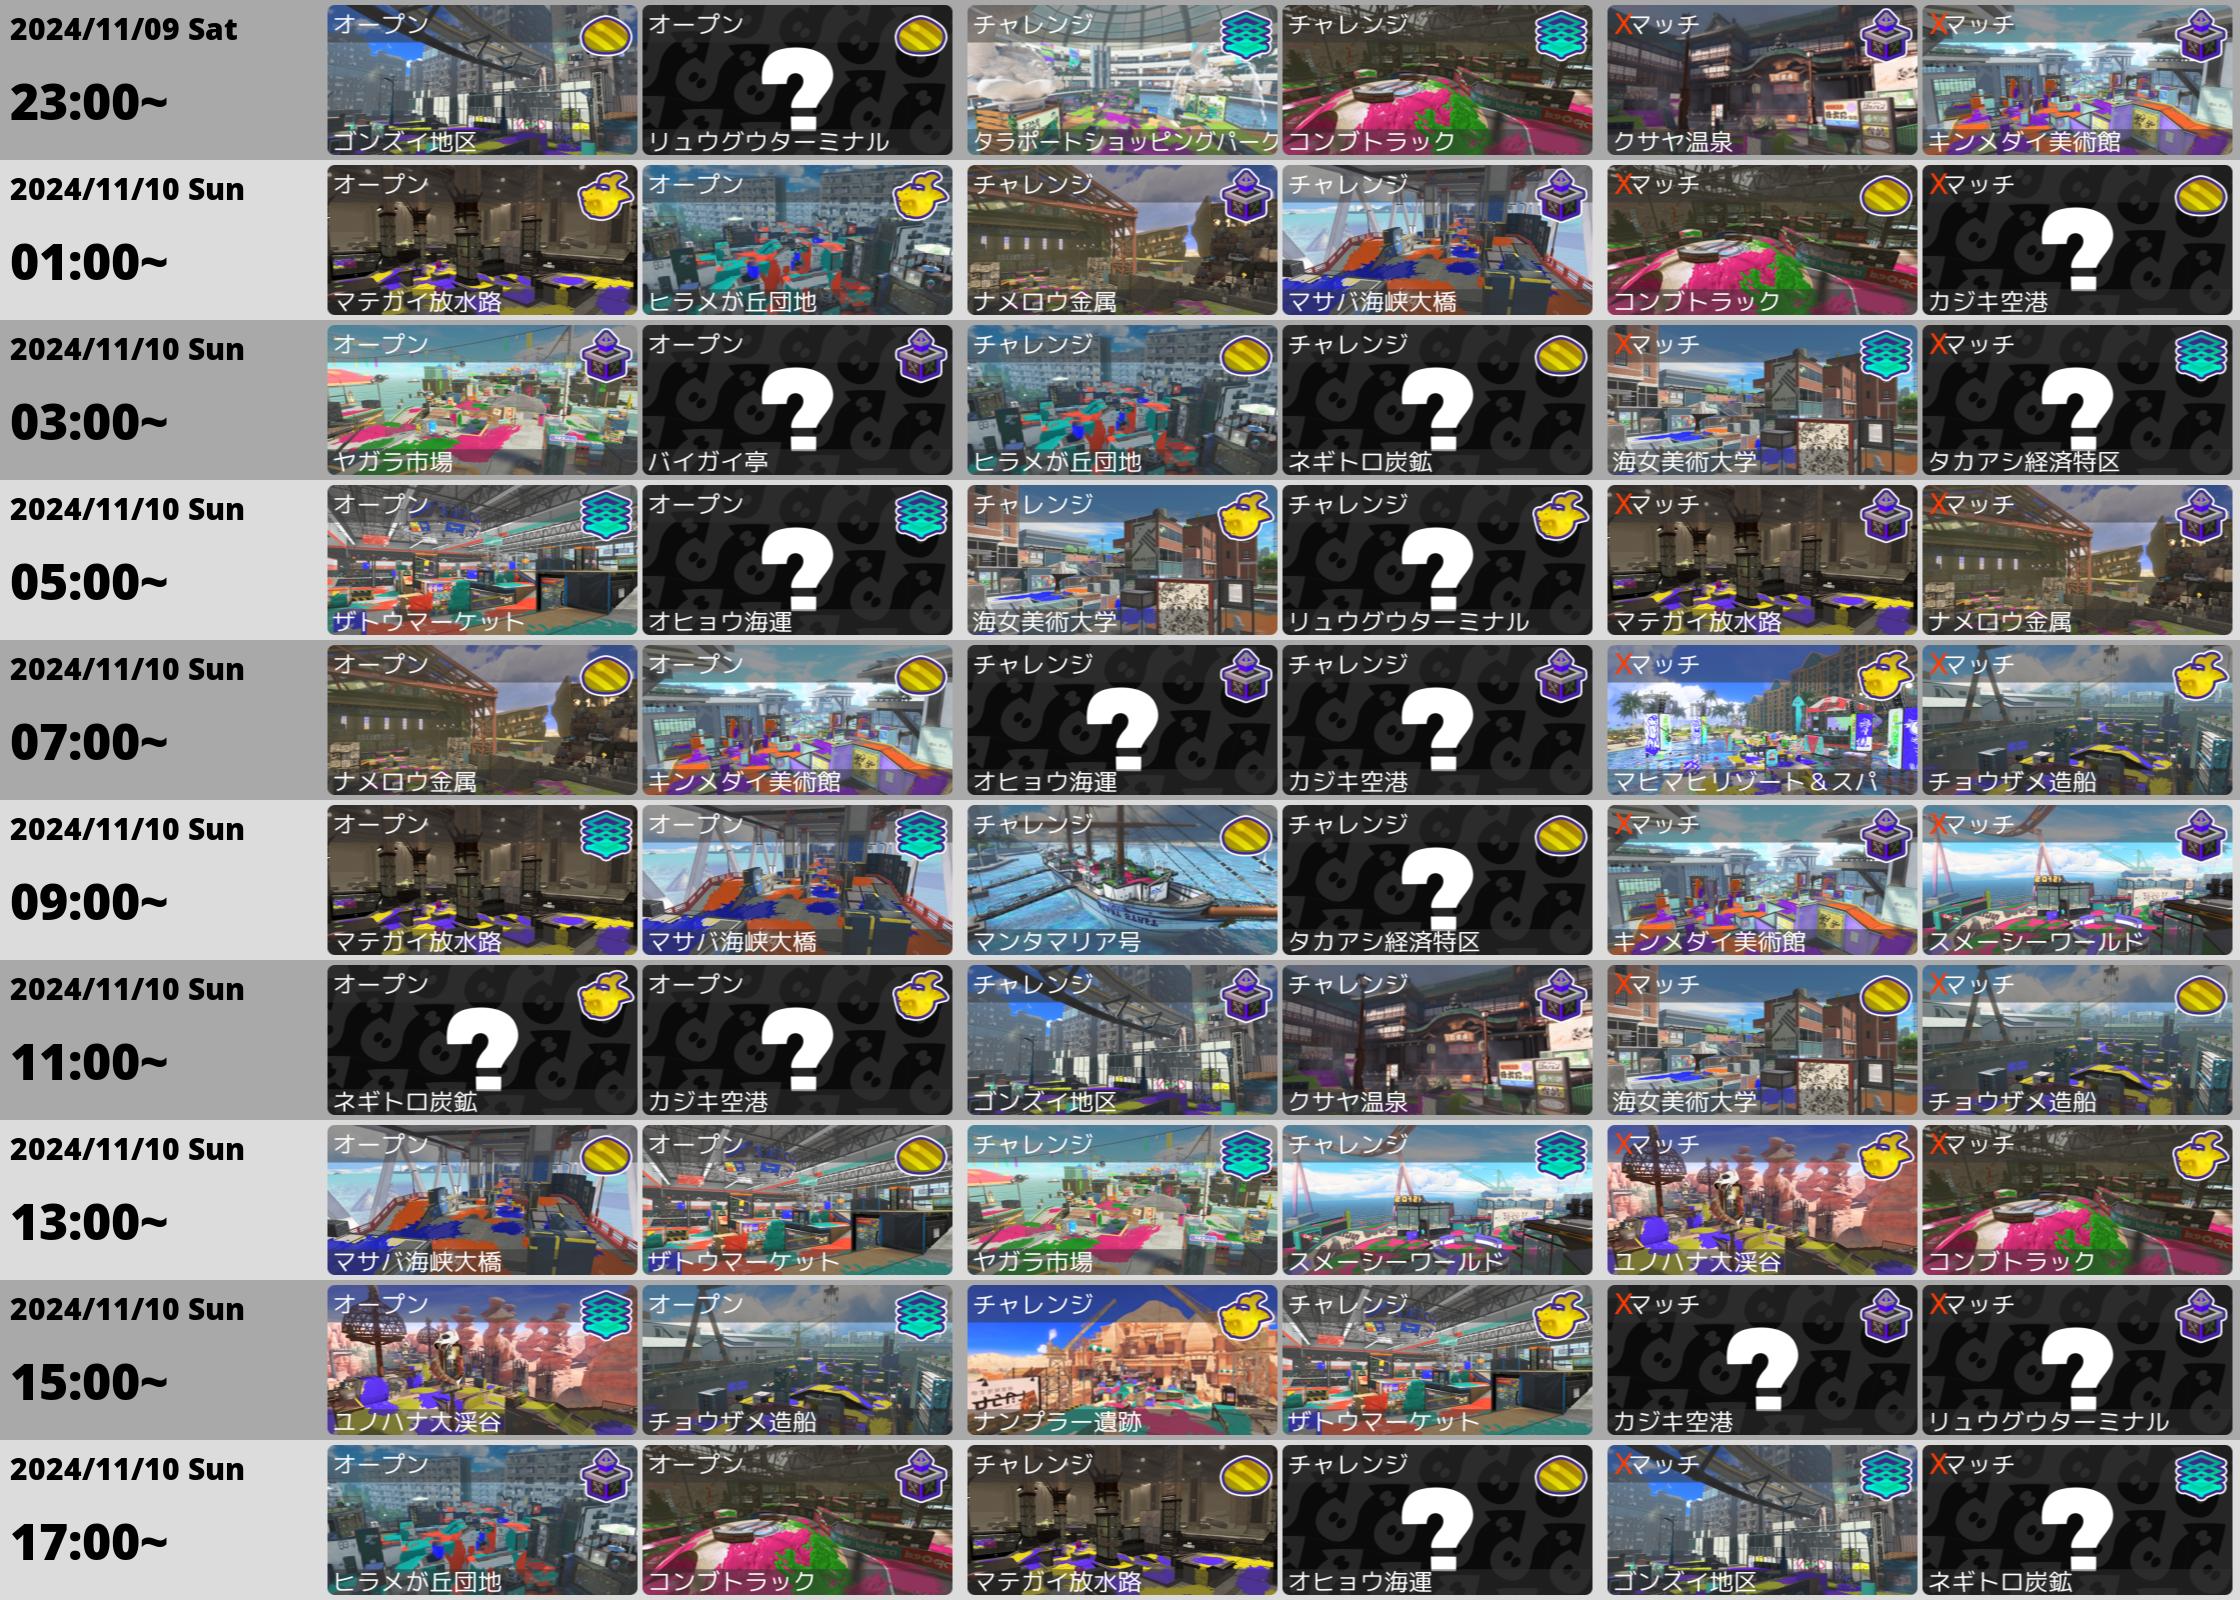 2024/11/09 Sat
23:00~
オープン
ゴンズイ地区
オープン
リュウグウターミナル
チャレンジ
タラポートショッピングパーク
チャレンジ
コンブトラック
Xマッチ
クサヤ温泉
Xマッチ
キンメダイ美術館
2024/11/10 Sun
01:00~
オープン
マテガイ放水路
オープン
ヒラメが丘団地
チャレンジ
ナメロウ金属
チャレンジ
マサバ海峡大橋
Xマッチ
コンブトラック
Xマッチ
カジキ空港
2024/11/10 Sun
03:00~
オープン
ヤガラ市場
オープン
バイガイ亭
チャレンジ
ヒラメが丘団地
チャレンジ
ネギトロ炭鉱
Xマッチ
海女美術大学
Xマッチ
タカアシ経済特区
2024/11/10 Sun
05:00~
オープン
ザトウマーケット
オープン
オヒョウ海運
チャレンジ
海女美術大学
チャレンジ
リュウグウターミナル
Xマッチ
マテガイ放水路
Xマッチ
ナメロウ金属
2024/11/10 Sun
07:00~
オープン
ナメロウ金属
オープン
キンメダイ美術館
チャレンジ
オヒョウ海運
チャレンジ
カジキ空港
Xマッチ
マヒマヒリゾート＆スパ
Xマッチ
チョウザメ造船
2024/11/10 Sun
09:00~
オープン
マテガイ放水路
オープン
マサバ海峡大橋
チャレンジ
マンタマリア号
チャレンジ
タカアシ経済特区
Xマッチ
キンメダイ美術館
Xマッチ
スメーシーワールド
2024/11/10 Sun
11:00~
オープン
ネギトロ炭鉱
オープン
カジキ空港
チャレンジ
ゴンズイ地区
チャレンジ
クサヤ温泉
Xマッチ
海女美術大学
Xマッチ
チョウザメ造船
2024/11/10 Sun
13:00~
オープン
マサバ海峡大橋
オープン
ザトウマーケット
チャレンジ
ヤガラ市場
チャレンジ
スメーシーワールド
Xマッチ
ユノハナ大渓谷
Xマッチ
コンブトラック
2024/11/10 Sun
15:00~
オープン
ユノハナ大渓谷
オープン
チョウザメ造船
チャレンジ
ナンプラー遺跡
チャレンジ
ザトウマーケット
Xマッチ
カジキ空港
Xマッチ
リュウグウターミナル
2024/11/10 Sun
17:00~
オープン
ヒラメが丘団地
オープン
コンブトラック
チャレンジ
マテガイ放水路
チャレンジ
オヒョウ海運
Xマッチ
ゴンズイ地区
Xマッチ
ネギトロ炭鉱